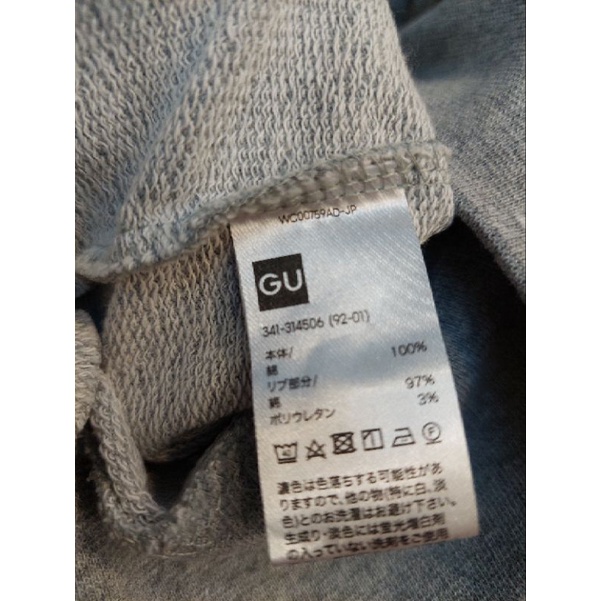 WC00759AD-JP
GU
341-314506 (92-01)
本体/
綿 100%
リブ部分/
綿 97%
ポリウレタン 3%
濃色は色落ちする可能性があ
りますので、他の物(特に白、淡
色)とのお洗濯はお避け下さい
生成り・淡色には蛍光増白剤
の入っていない洗剤をご使用